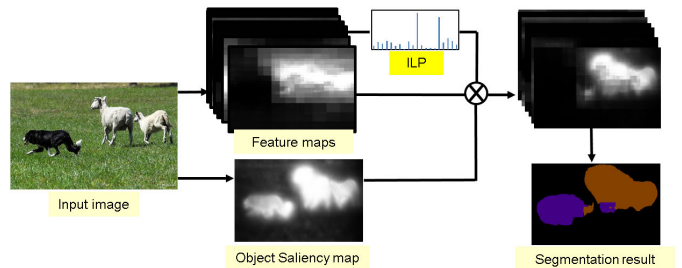 ILP
Feature maps
Input image
Object Saliency map
Segmentation result